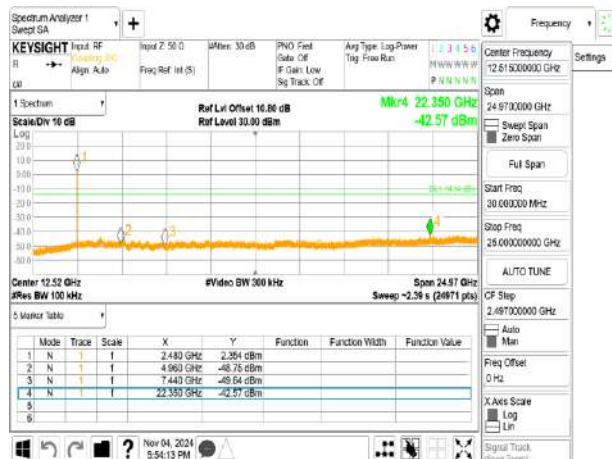 Spectrum Analyzer 1
Swept SA
KEYSIGHT
Input: RF
Align: Auto
Input Z: 50 Ω
Freq Ref: Int (S)
#Atten: 30 dB
PNO: Fast
Gate: Off
IF Gain: Low
Sig Track: Off
Avg Type: Log-Power
Trig: Free Run
1 2 3 4 5 6
M W W W W W
P N N N N N
1 Spectrum
Scale/Div 10 dB
Ref Lvl Offset 10.80 dB
Ref Level 30.00 dBm
Mkr4 22.350 GHz
-42.57 dBm
Log
1
2
3
4
Center 12.52 GHz
#Video BW 300 kHz
Span 24.97 GHz
#Res BW 100 kHz
Sweep ~2.39 s (24971 pts)
5 Marker Table
Mode Trace Scale X Y Function Function Width Function Value
1 N 1 f 2.480 GHz 2.354 dBm
2 N 1 f 4.960 GHz -48.75 dBm
3 N 1 f 7.440 GHz -49.64 dBm
4 N 1 f 22.350 GHz -42.57 dBm
5
6
Nov 04, 2024
5:54:13 PM
Frequency
Settings
Center Frequency
12.515000000 GHz
Span
24.9700000 GHz
Swept Span
Zero Span
Full Span
Start Freq
30.000000 MHz
Stop Freq
25.000000000 GHz
AUTO TUNE
CF Step
2.497000000 GHz
Auto
Man
Freq Offset
0 Hz
X Axis Scale
Log
Lin
Signal Track